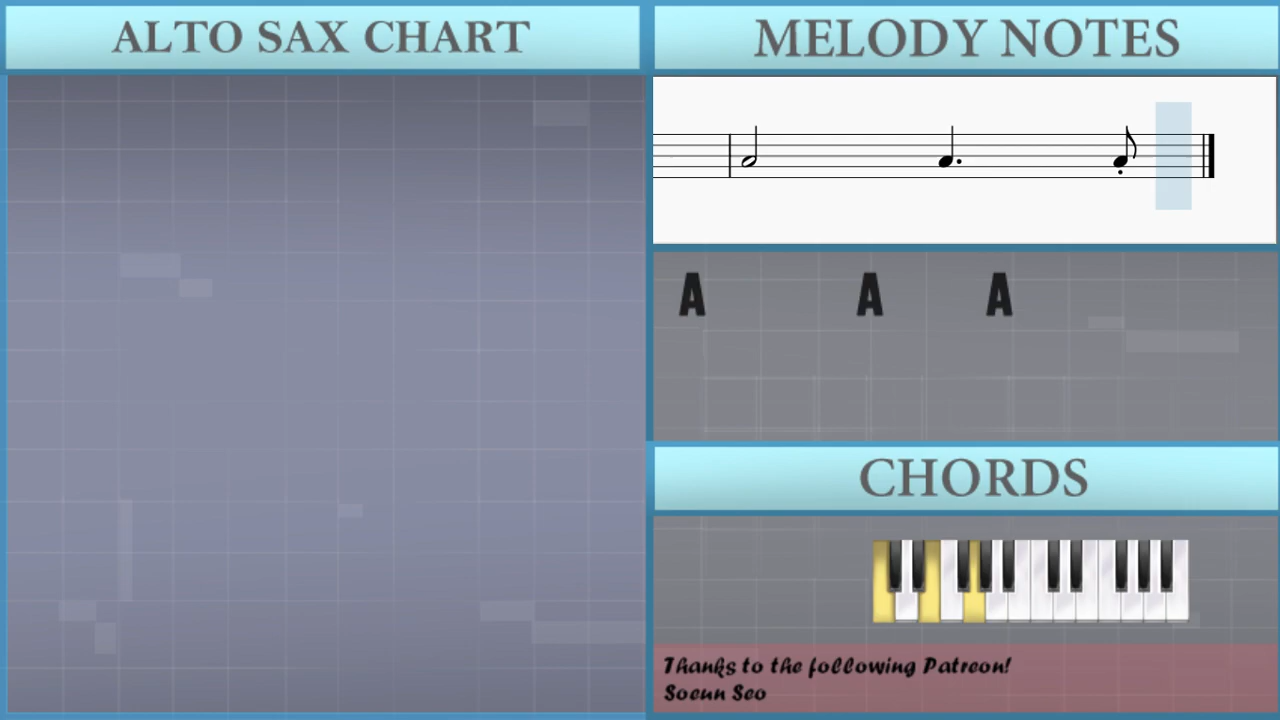 ALTO SAX CHART
MELODY NOTES
A A A
CHORDS
Thanks to the following Patreon!
Soeun Seo